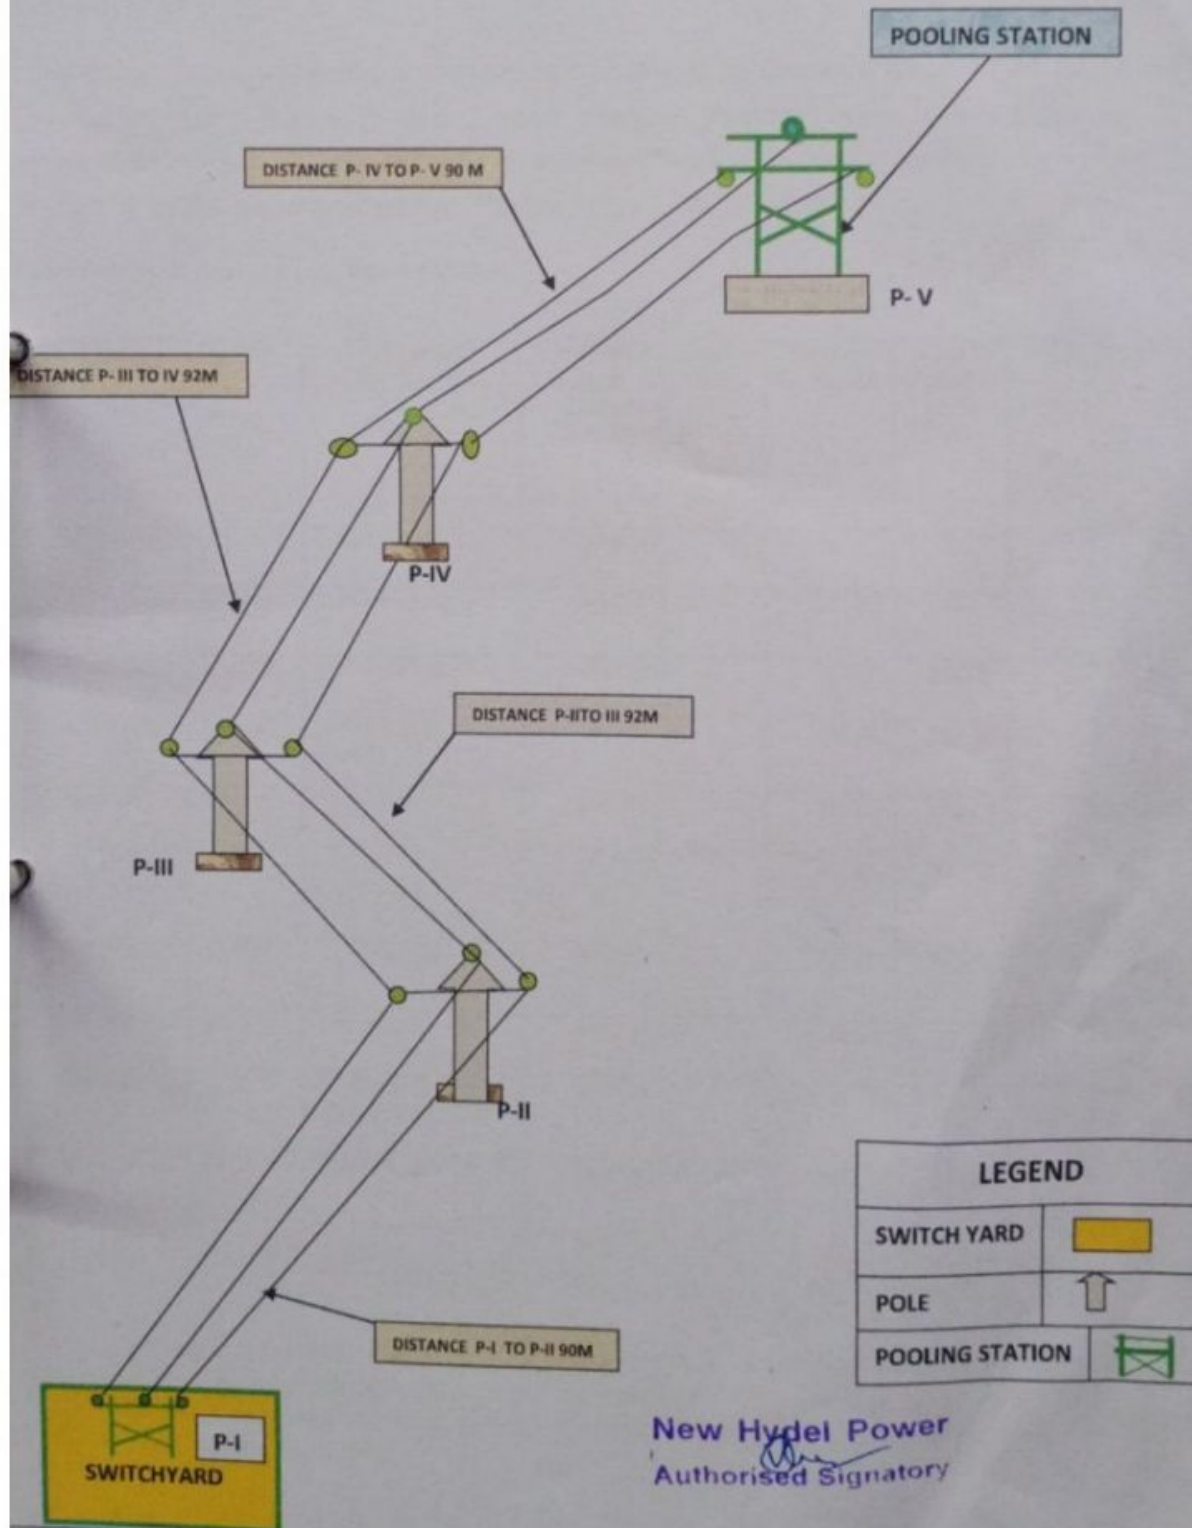 POOLING STATION
DISTANCE P- IV TO P- V 90 M
P- V
DISTANCE P- III TO IV 92M
P-IV
DISTANCE P-IITO III 92M
P-III
P-II
LEGEND
SWITCH YARD
POLE
POOLING STATION
DISTANCE P-I TO P-II 90M
P-I
SWITCHYARD
New Hydel Power
Authorised Signatory